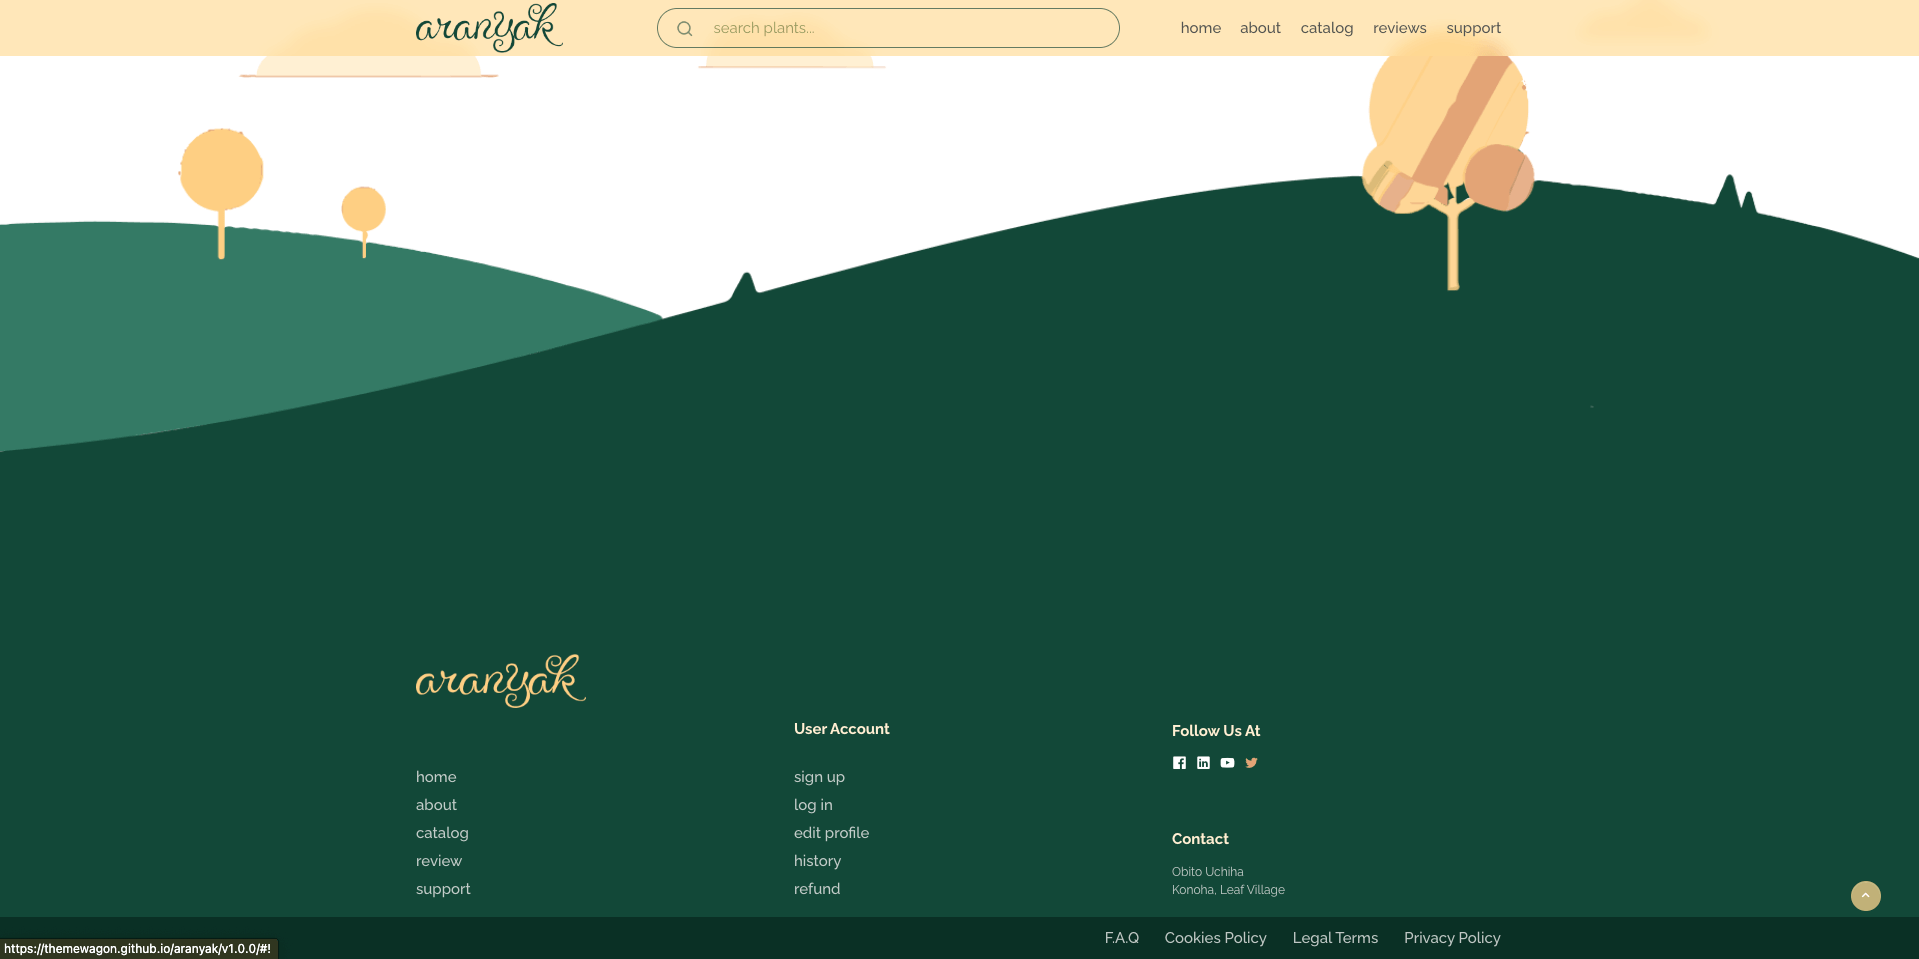 aranyak
search plants...
home about catalog reviews support
aranyak
home
about
catalog
review
support
User Account
sign up
log in
edit profile
history
refund
Follow Us At
Contact
Obito Uchiha
Konoha, Leaf Village
F.A.Q Cookies Policy Legal Terms Privacy Policy
https://themewagon.github.io/aranyak/v1.0.0/#!